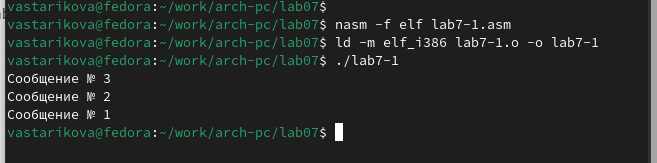 vastarikova@fedora:~/work/arch-pc/lab07$
vastarikova@fedora:~/work/arch-pc/lab07$ nasm -f elf lab7-1.asm
vastarikova@fedora:~/work/arch-pc/lab07$ ld -m elf_i386 lab7-1.o -o lab7-1
vastarikova@fedora:~/work/arch-pc/lab07$ ./lab7-1
Сообщение № 3
Сообщение № 2
Сообщение № 1
vastarikova@fedora:~/work/arch-pc/lab07$